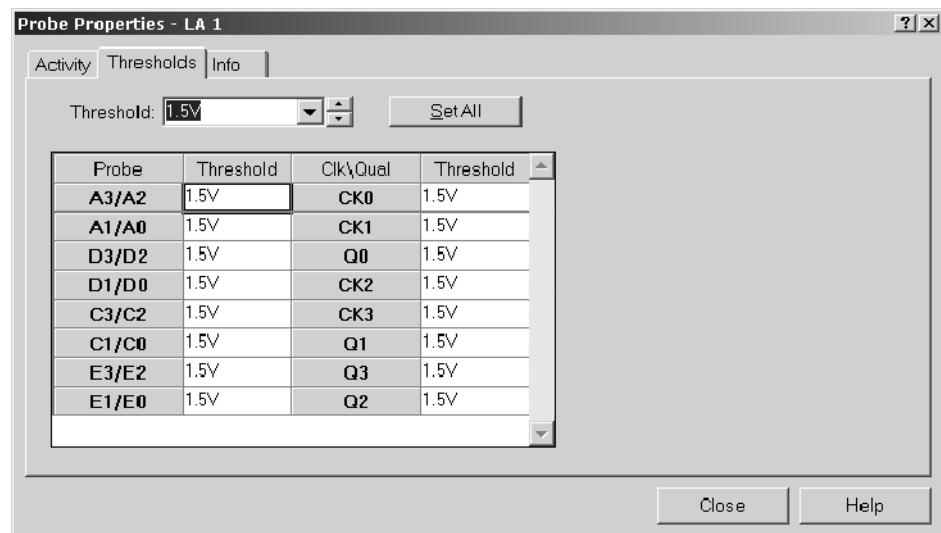 Probe Properties - LA 1 ? x
Activity Thresholds Info
Threshold: 1.5V Set All
Probe Threshold Clk\Qual Threshold
A3/A2 1.5V CK0 1.5V
A1/A0 1.5V CK1 1.5V
D3/D2 1.5V Q0 1.5V
D1/D0 1.5V CK2 1.5V
C3/C2 1.5V CK3 1.5V
C1/C0 1.5V Q1 1.5V
E3/E2 1.5V Q3 1.5V
E1/E0 1.5V Q2 1.5V
Close Help